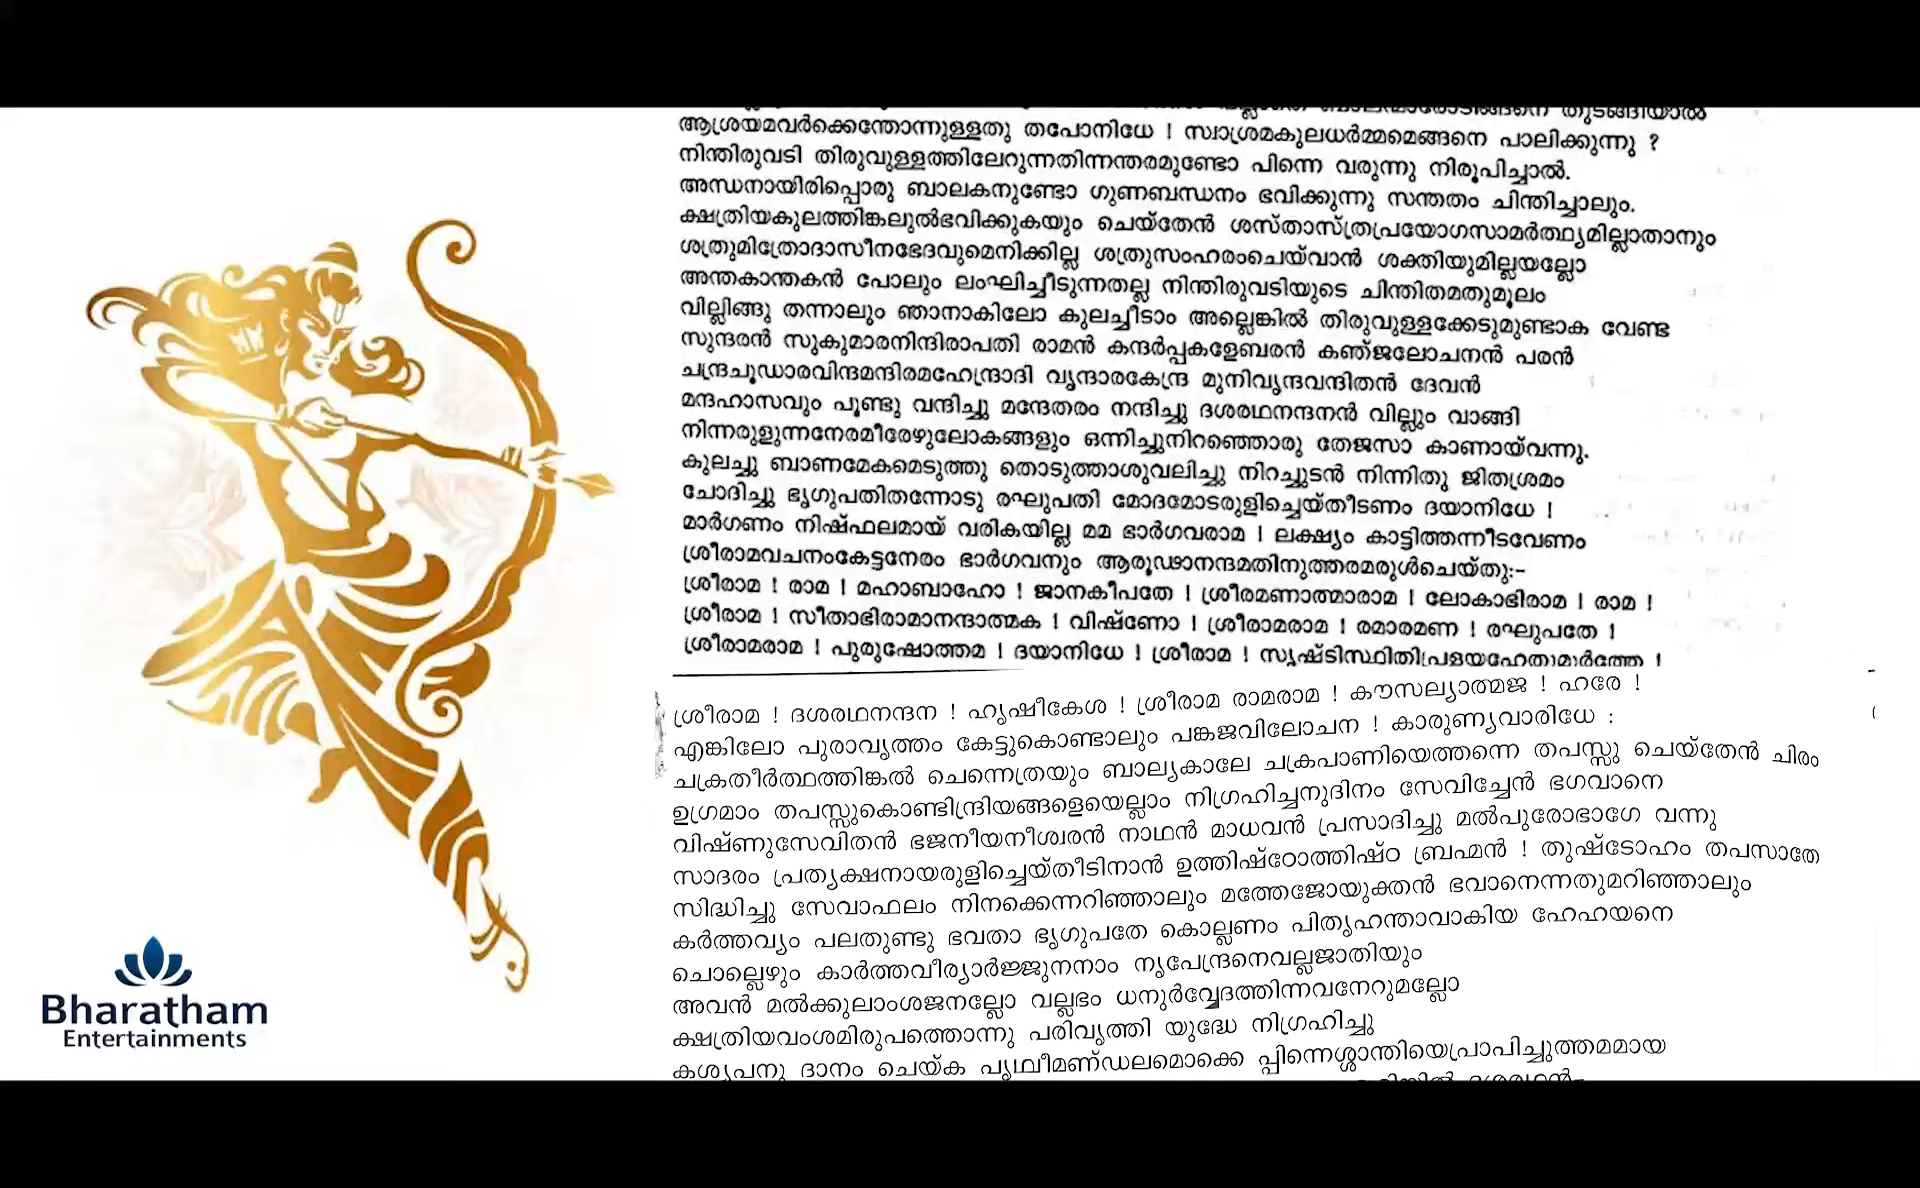 ആശ്രയമവർക്കെന്തോന്നുള്ളതു തപോനിധേ ! സ്വാശ്രമകുലധർമ്മമെങ്ങനെ പാലിക്കുന്നു ?
നിന്തിരുവടി തിരുവുള്ളത്തിലേറുന്നതിന്നന്തരമുണ്ടോ പിന്നെ വരുന്നു നിരൂപിച്ചാൽ.
അന്ധനായിരിപ്പൊരു ബാലകനുണ്ടോ ഗുണബന്ധനം ഭവിക്കുന്നു സന്തതം ചിന്തിച്ചാലും.
ക്ഷത്രിയകുലത്തിങ്കലുൽഭവിക്കുകയും ചെയ്തേൻ ശസ്താസ്ത്രപ്രയോഗസാമർത്ഥ്യമില്ലാതാനും
ശത്രുമിത്രോദാസീനഭേദവുമെനിക്കില്ല ശത്രുസംഹാരംചെയ്‌വാൻ ശക്തിയുമില്ലയല്ലോ
അന്തകാന്തകൻ പോലും ലംഘിച്ചീടുന്നതല്ല നിന്തിരുവടിയുടെ ചിന്തിതമതുമൂലം
വില്ലിങ്ങു തന്നാലും ഞാനാകിലോ കുലച്ചീടാം അല്ലെങ്കിൽ തിരുവുള്ളക്കേടുമുണ്ടാക വേണ്ട
സുന്ദരൻ സുകുമാരനിന്ദിരാപതി രാമൻ കന്ദർപ്പകളേബരൻ കഞ്ജലോചനൻ പരൻ
ചന്ദ്രചൂഡാരവിന്ദമന്ദിരമഹേന്ദ്രാദി വൃന്ദാരകേന്ദ്ര മുനിവൃന്ദവന്ദിതൻ ദേവൻ
മന്ദഹാസവും പൂണ്ടു വന്ദിച്ചു മന്ദേതരം നന്ദിച്ചു ദശരഥനന്ദനൻ വില്ലും വാങ്ങി
നിന്നരുളുന്നനേരമീരേഴുലോകങ്ങളും ഒന്നിച്ചുനിറഞ്ഞൊരു തേജസാ കാണായ്‌വന്നു.
കുലച്ചു ബാണമേകമെടുത്തു തൊടുത്താശുവലിച്ചു നിറച്ചുടൻ നിന്നിതു ജിതശ്രമം
ചോദിച്ചു ഭൃഗുപതിതന്നോടു രഘുപതി മോദമോടരുളിച്ചെയ്തീടണം ദയാനിധേ !
മാർഗണം നിഷ്ഫലമായ് വരികയില്ല മമ ഭാർഗവരാമ ! ലക്ഷ്യം കാട്ടിത്തന്നീടവേണം
ശ്രീരാമവചനംകേട്ടനേരം ഭാർഗവനും ആരൂഢാനന്ദമതിനുത്തരമരുൾചെയ്തു:-
ശ്രീരാമ ! രാമ ! മഹാബാഹോ ! ജാനകീപതേ ! ശ്രീരമണാത്മാരാമ ! ലോകാഭിരാമ ! രാമ !
ശ്രീരാമ ! സീതാഭിരാമാനന്ദാത്മക ! വിഷ്ണോ ! ശ്രീരാമരാമ ! രമാരമണ ! രഘുപതേ !
ശ്രീരാമരാമ ! പുരുഷോത്തമ ! ദയാനിധേ ! ശ്രീരാമ ! സൃഷ്ടിസ്ഥിതിപ്രളയഹേതുമൂർത്തേ !
ശ്രീരാമ ! ദശരഥനന്ദന ! ഹൃഷീകേശ ! ശ്രീരാമ രാമരാമ ! കൗസല്യാത്മജ ! ഹരേ !
എങ്കിലോ പുരാവൃത്തം കേട്ടുകൊണ്ടാലും പങ്കജവിലോചന ! കാരുണ്യവാരിധേ :
ചക്രതീർത്ഥത്തിങ്കൽ ചെന്നെത്രയും ബാല്യകാലേ ചക്രപാണിയെത്തന്നെ തപസ്സു ചെയ്തേൻ ചിരം
ഉഗ്രമാം തപസ്സുകൊണ്ടിന്ദ്രിയങ്ങളെയെല്ലാം നിഗ്രഹിച്ചനുദിനം സേവിച്ചേൻ ഭഗവാനെ
വിഷ്ണുസേവിതൻ ഭജനീയനീശ്വരൻ നാഥൻ മാധവൻ പ്രസാദിച്ചു മൽപുരോഭാഗേ വന്നു
സാദരം പ്രത്യക്ഷനായരുളിച്ചെയ്തീടിനാൻ ഉത്തിഷ്ഠോത്തിഷ്ഠ ബ്രഹ്മൻ ! തുഷ്ടോഹം തപസാതേ
സിദ്ധിച്ചു സേവാഫലം നിനക്കെന്നറിഞ്ഞാലും മത്തേജോയുക്തൻ ഭവാനെന്നതുമറിഞ്ഞാലും
കർത്തവ്യം പലതുണ്ടു ഭവതാ ഭൃഗുപതേ കൊല്ലണം പിതൃഹന്താവാകിയ ഹേഹയനെ
ചൊല്ലെഴും കാർത്തവീര്യാർജ്ജുനനാം നൃപേന്ദ്രനെവല്ലജാതിയും
അവൻ മൽക്കുലാംശജനല്ലോ വല്ലഭം ധനുർവ്വേദത്തിന്നവനേറുമല്ലോ
ക്ഷത്രിയവംശമിരുപത്തൊന്നു പരിവൃത്തി യുദ്ധേ നിഗ്രഹിച്ചു
കശ്യപനു ദാനം ചെയ്ക പൃഥ്വീമണ്ഡലമൊക്കെ പ്പിന്നെശ്ശാന്തിയെപ്രാപിച്ചുത്തമമായ
Bharatham
Entertainments